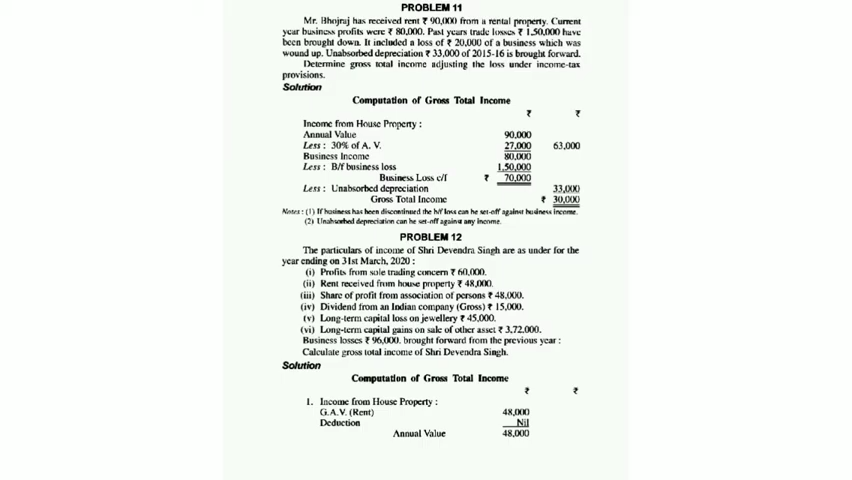 PROBLEM 11
Mr. Bhojraj has received rent ₹ 90,000 from a rental property. Current
year business profits were ₹ 80,000. Past years trade losses ₹ 1,50,000 have
been brought down. It included a loss of ₹ 20,000 of a business which was
wound up. Unabsorbed depreciation ₹ 33,000 of 2015-16 is brought forward.
Determine gross total income adjusting the loss under income-tax
provisions.
Solution
Computation of Gross Total Income
₹ ₹
Income from House Property :
Annual Value 90,000
Less : 30% of A. V. 27,000 63,000
Business Income 80,000
Less : B/f business loss 1,50,000
Business Loss c/f ₹ 70,000
Less : Unabsorbed depreciation 33,000
Gross Total Income ₹ 30,000
Notes : (1) If business has been discontinued the b/f loss can be set-off against business income.
(2) Unabsorbed depreciation can be set-off against any income.
PROBLEM 12
The particulars of income of Shri Devendra Singh are as under for the
year ending on 31st March, 2020 :
(i) Profits from sole trading concern ₹ 60,000.
(ii) Rent received from house property ₹ 48,000.
(iii) Share of profit from association of persons ₹ 48,000.
(iv) Dividend from an Indian company (Gross) ₹ 15,000.
(v) Long-term capital loss on jewellery ₹ 45,000.
(vi) Long-term capital gains on sale of other asset ₹ 3,72,000.
Business losses ₹ 96,000. brought forward from the previous year :
Calculate gross total income of Shri Devendra Singh.
Solution
Computation of Gross Total Income
₹ ₹
1. Income from House Property :
G.A.V. (Rent) 48,000
Deduction Nil
Annual Value 48,000